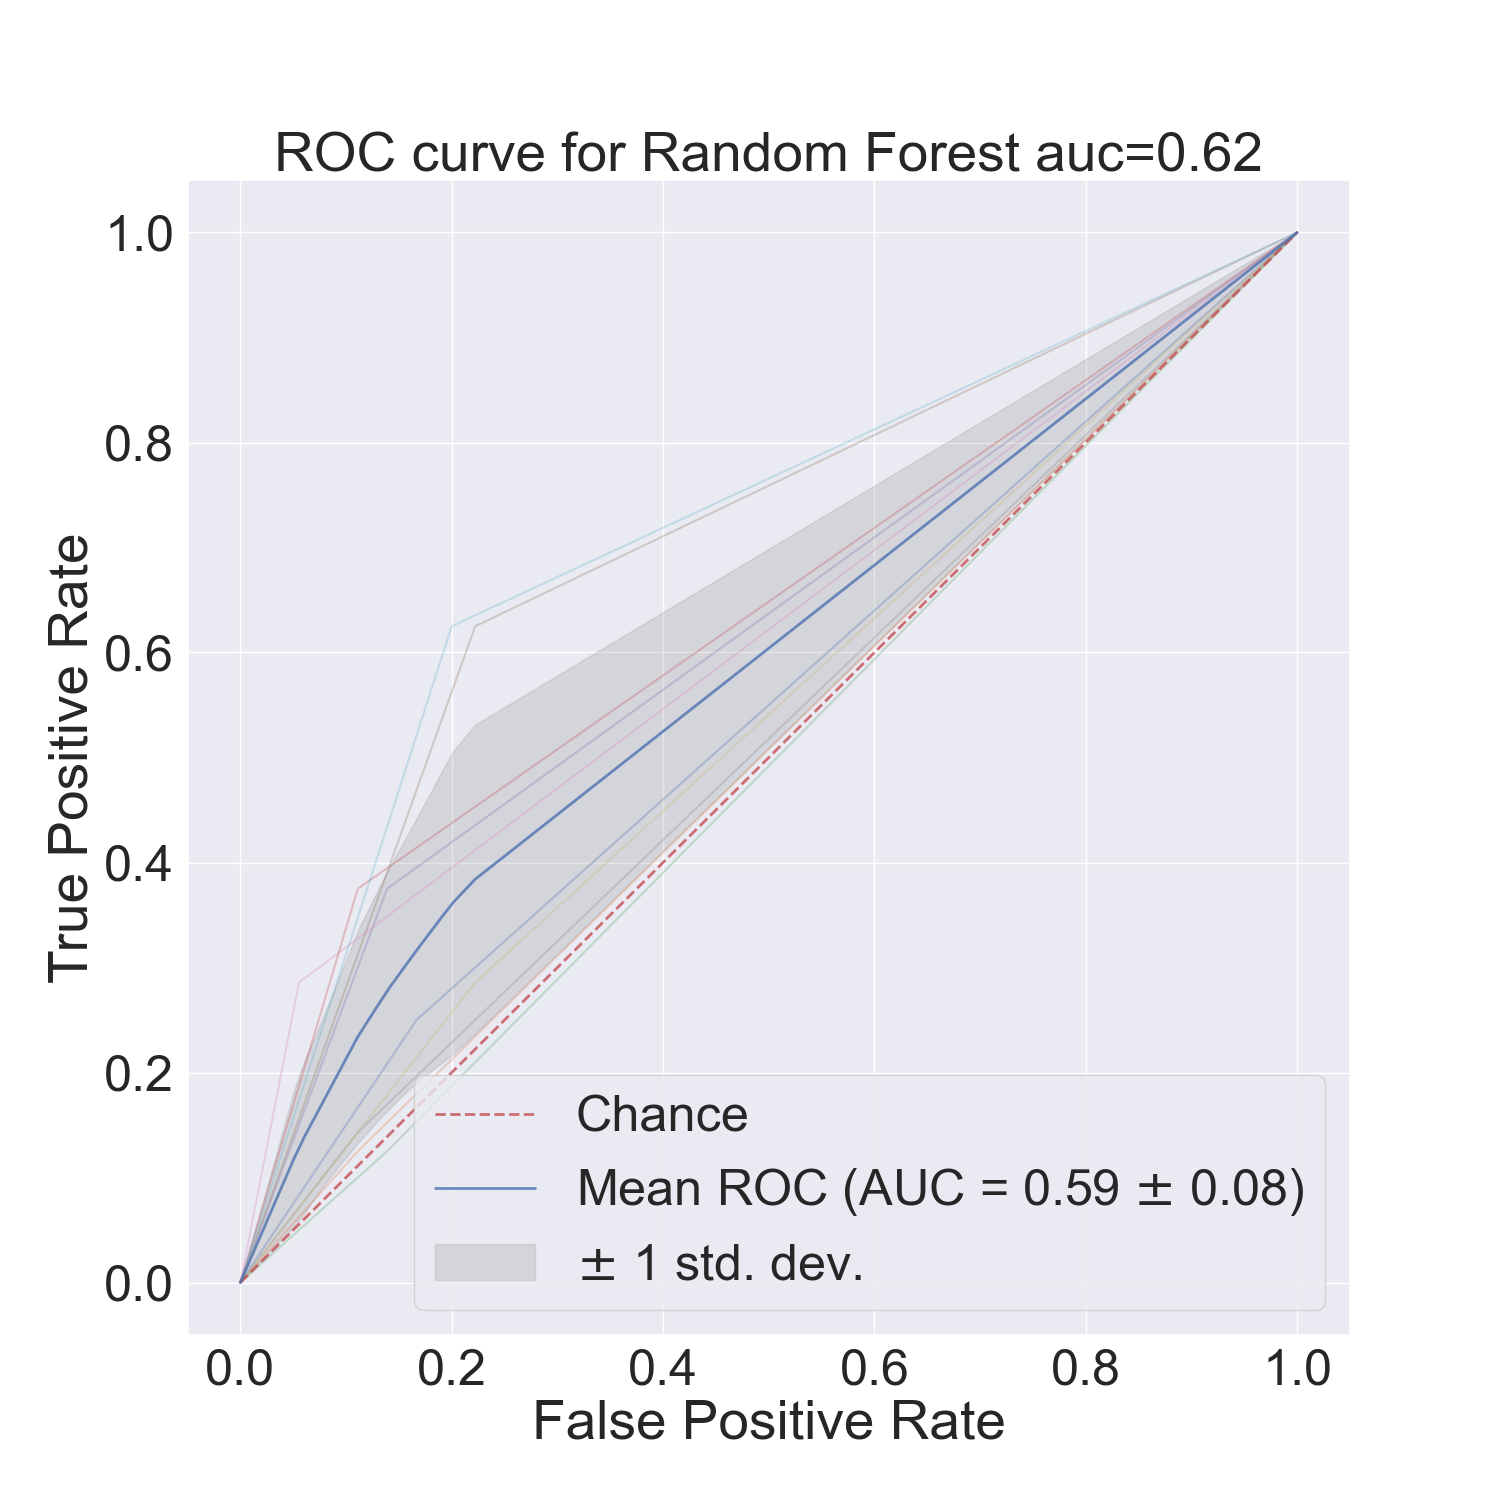 ROC curve for Random Forest auc=0.62
True Positive Rate
1.0
0.8
0.6
0.4
0.2
0.0
Chance
Mean ROC (AUC = 0.59 ± 0.08)
± 1 std. dev.
0.0 0.2 0.4 0.6 0.8 1.0
False Positive Rate